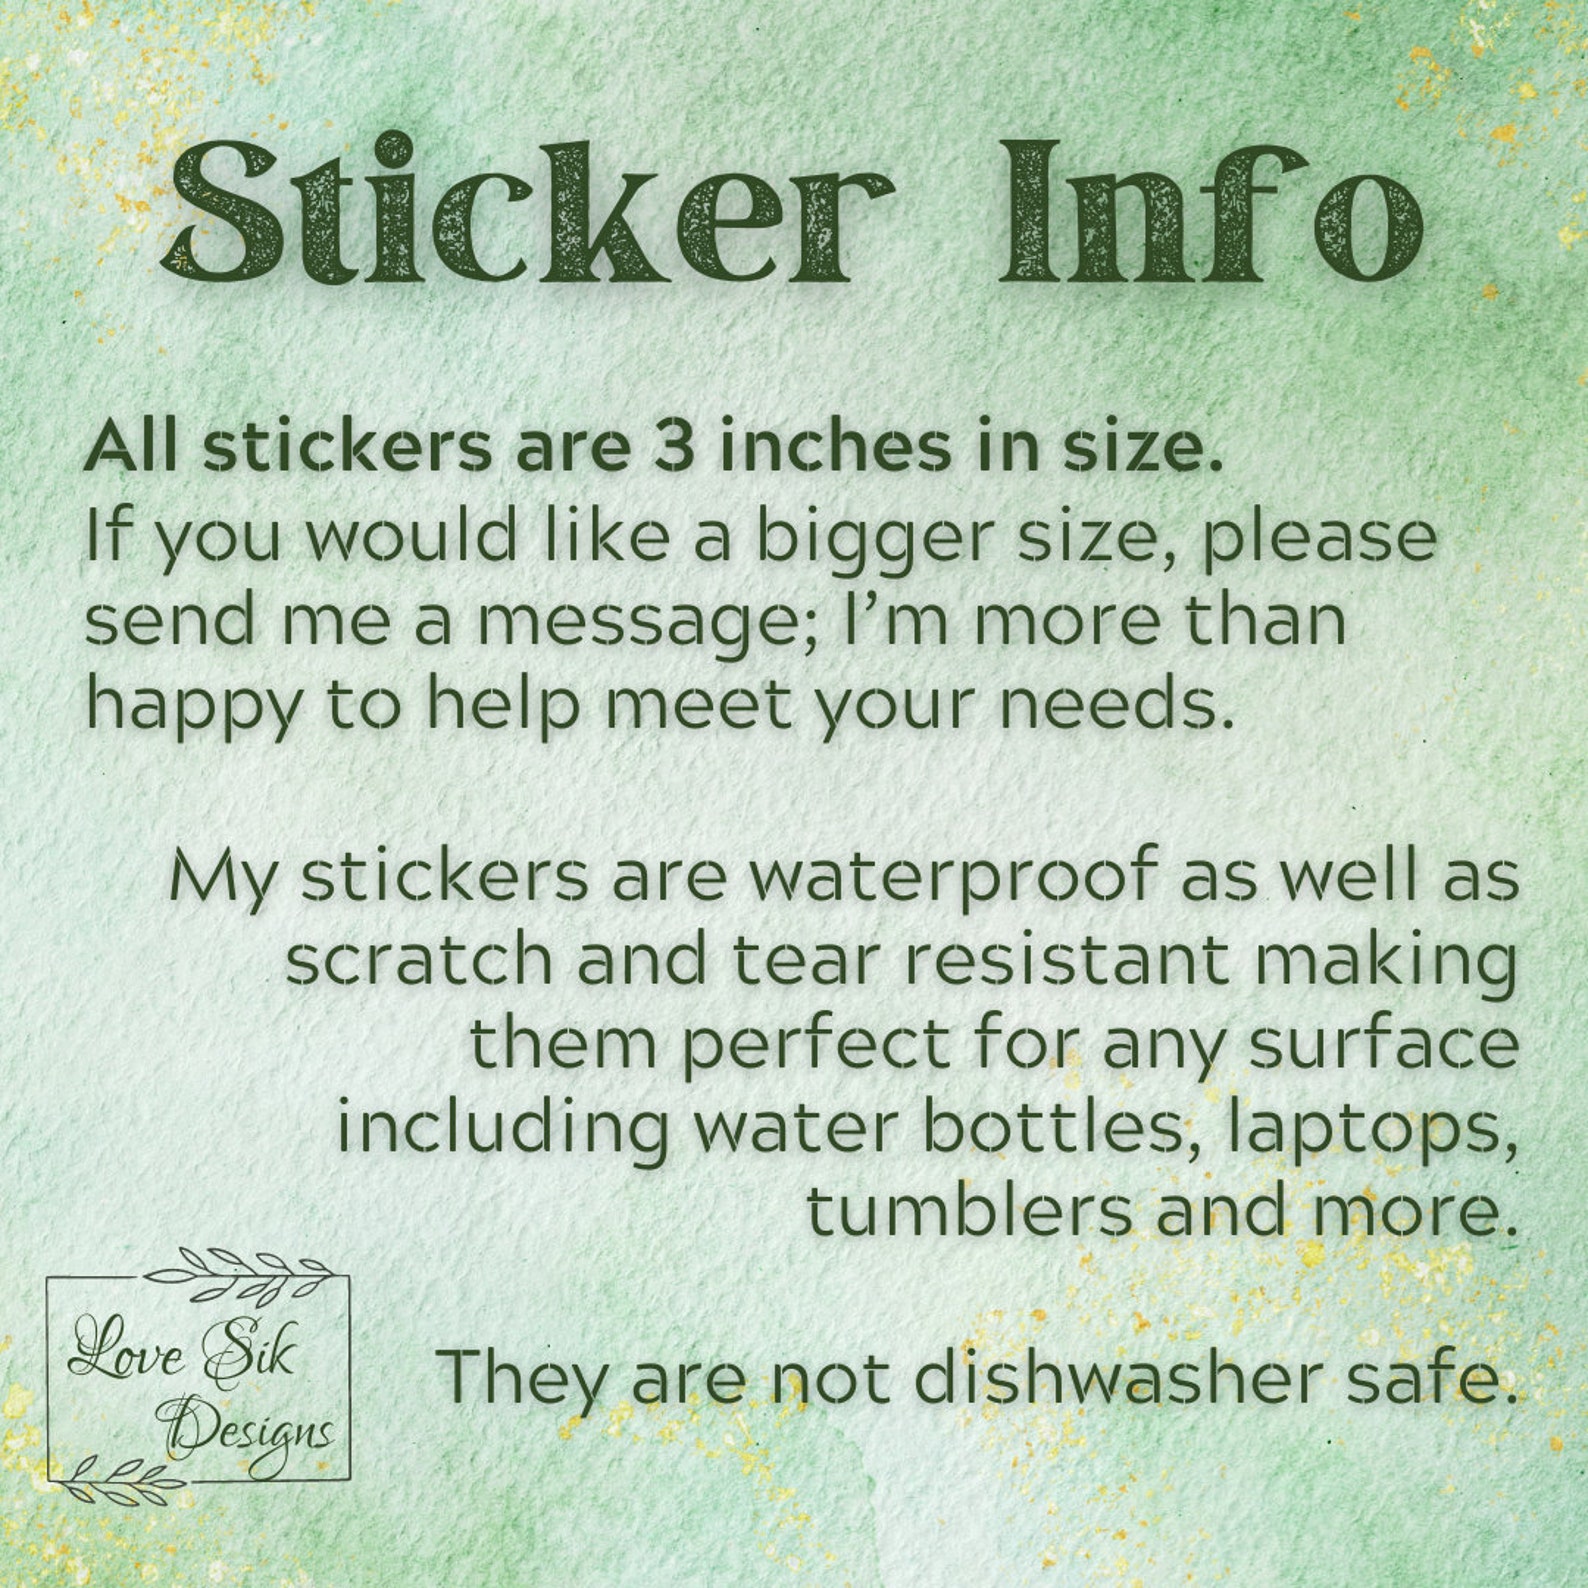 Sticker Info
All stickers are 3 inches in size.
If you would like a bigger size, please
send me a message; I'm more than
happy to help meet your needs.
My stickers are waterproof as well as
scratch and tear resistant making
them perfect for any surface
including water bottles, laptops,
tumblers and more.
They are not dishwasher safe.
Love Sik
Designs